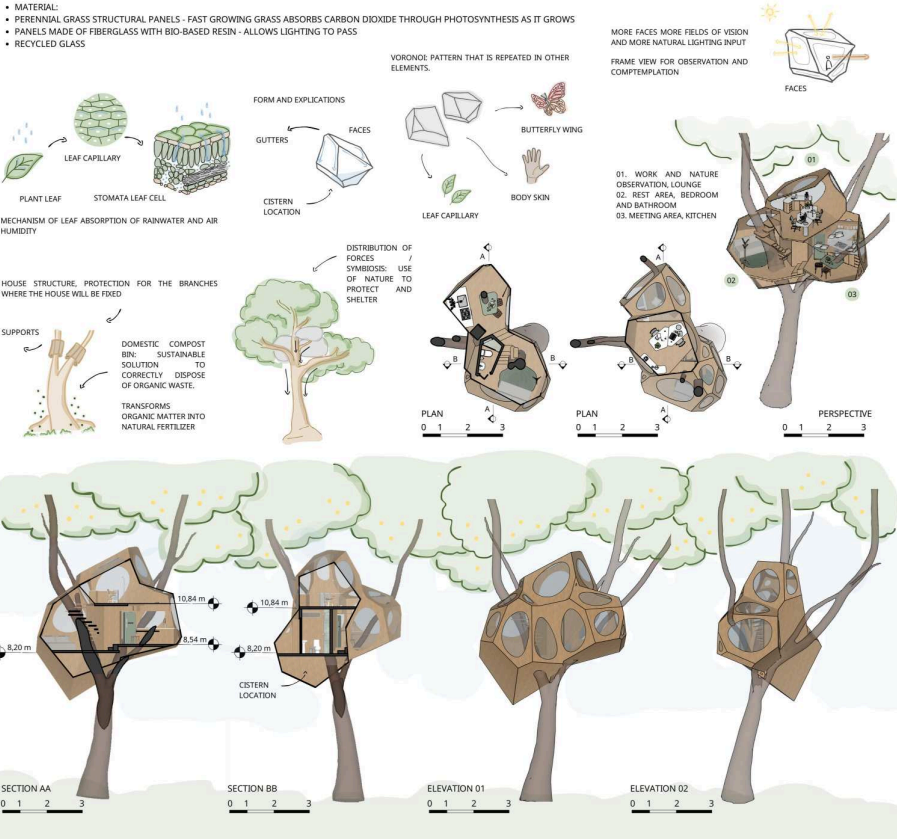 • MATERIAL:
• PERENNIAL GRASS STRUCTURAL PANELS - FAST GROWING GRASS ABSORBS CARBON DIOXIDE THROUGH PHOTOSYNTHESIS AS IT GROWS
• PANELS MADE OF FIBERGLASS WITH BIO-BASED RESIN - ALLOWS LIGHTING TO PASS
• RECYCLED GLASS
MORE FACES MORE FIELDS OF VISION
AND MORE NATURAL LIGHTING INPUT
FRAME VIEW FOR OBSERVATION AND
COMPTEMPLATION
FACES
VORONOI: PATTERN THAT IS REPEATED IN OTHER
ELEMENTS.
BUTTERFLY WING
BODY SKIN
LEAF CAPILLARY
FORM AND EXPLICATIONS
GUTTERS
FACES
CISTERN
LOCATION
LEAF CAPILLARY
PLANT LEAF
STOMATA LEAF CELL
MECHANISM OF LEAF ABSORPTION OF RAINWATER AND AIR
HUMIDITY
01. WORK AND NATURE
OBSERVATION, LOUNGE
02. REST AREA, BEDROOM
AND BATHROOM
03. MEETING AREA, KITCHEN
01
02
03
HOUSE STRUCTURE, PROTECTION FOR THE BRANCHES
WHERE THE HOUSE WILL BE FIXED
SUPPORTS
DOMESTIC COMPOST
BIN: SUSTAINABLE
SOLUTION TO
CORRECTLY DISPOSE
OF ORGANIC WASTE.
TRANSFORMS
ORGANIC MATTER INTO
NATURAL FERTILIZER
DISTRIBUTION OF
FORCES /
SYMBIOSIS: USE
OF NATURE TO
PROTECT AND
SHELTER
A
B
B
A
PLAN
0 1 2 3
A
B
B
A
PLAN
0 1 2 3
PERSPECTIVE
0 1 2 3
10,84 m
8,54 m
8,20 m
SECTION AA
0 1 2 3
10,84 m
8,20 m
CISTERN
LOCATION
SECTION BB
0 1 2 3
ELEVATION 01
0 1 2 3
ELEVATION 02
0 1 2 3